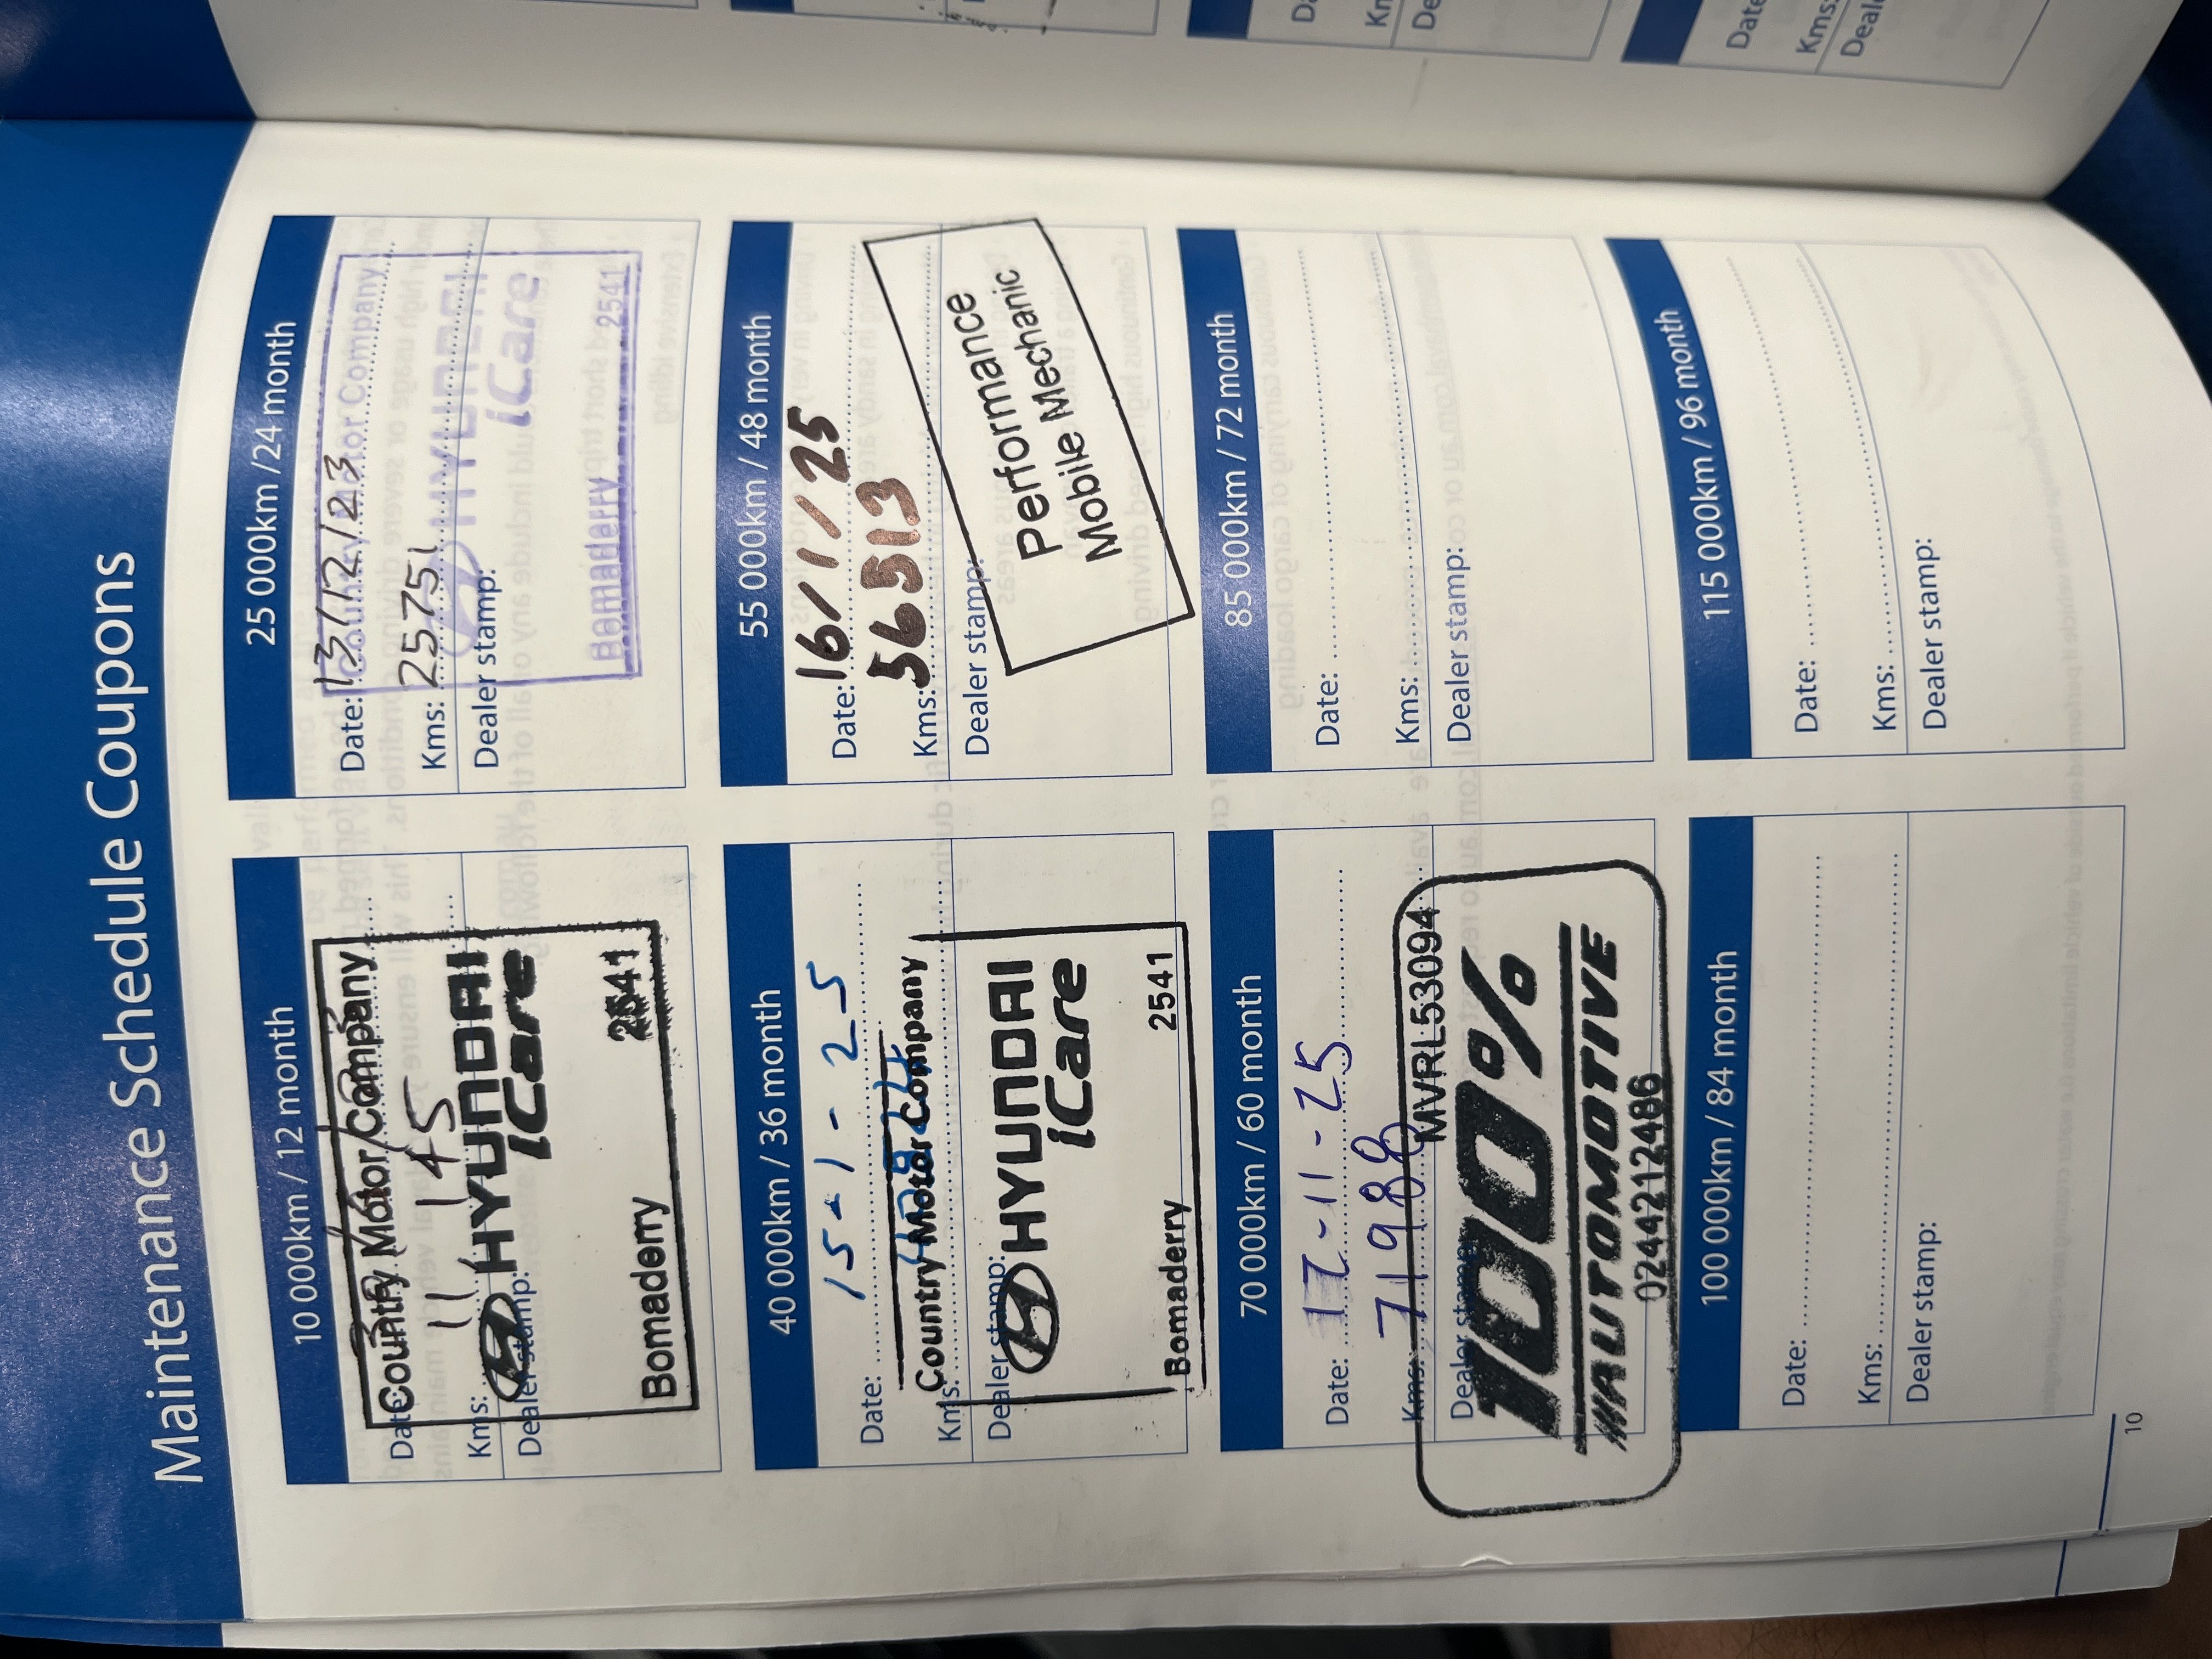 Maintenance Schedule Coupons
10 000km / 12 month
Date:
Country Motor Company
Kms: 11 145
HYUNDAI
iCare
Dealer stamp:
Bomaderry 2541
25 000km /24 month
Date: 13/12/23
Country Motor Company
Kms: 25751
HYUNDAI
iCare
Dealer stamp:
Bomaderry 2541
40 000km / 36 month
Date: 15-1-25
Country Motor Company
Kms:
Dealer stamp:
HYUNDAI
iCare
Bomaderry 2541
55 000km / 48 month
Date: 16/1/25
Kms: 56513
Dealer stamp:
Performance
Mobile Mechanic
70 000km / 60 month
Date: 17-11-25
Kms: 71988
MVRL53094
Dealer stamp:
100%
AUTOMOTIVE
0244212486
85 000km / 72 month
Date:
Kms:
Dealer stamp:
100 000km / 84 month
Date:
Kms:
Dealer stamp:
115 000km / 96 month
Date:
Kms:
Dealer stamp:
10
Date
Kms: